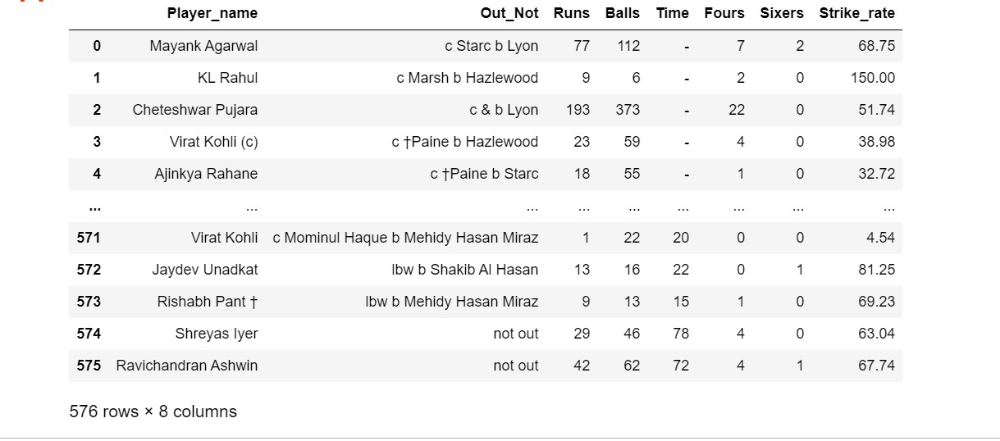 Player_name Out_Not Runs Balls Time Fours Sixers Strike_rate
0 Mayank Agarwal c Starc b Lyon 77 112 - 7 2 68.75
1 KL Rahul c Marsh b Hazlewood 9 6 - 2 0 150.00
2 Cheteshwar Pujara c & b Lyon 193 373 - 22 0 51.74
3 Virat Kohli (c) c †Paine b Hazlewood 23 59 - 4 0 38.98
4 Ajinkya Rahane c †Paine b Starc 18 55 - 1 0 32.72
... ... ... ... ... ... ... ... ...
571 Virat Kohli c Mominul Haque b Mehidy Hasan Miraz 1 22 20 0 0 4.54
572 Jaydev Unadkat lbw b Shakib Al Hasan 13 16 22 0 1 81.25
573 Rishabh Pant † lbw b Mehidy Hasan Miraz 9 13 15 1 0 69.23
574 Shreyas Iyer not out 29 46 78 4 0 63.04
575 Ravichandran Ashwin not out 42 62 72 4 1 67.74
576 rows × 8 columns